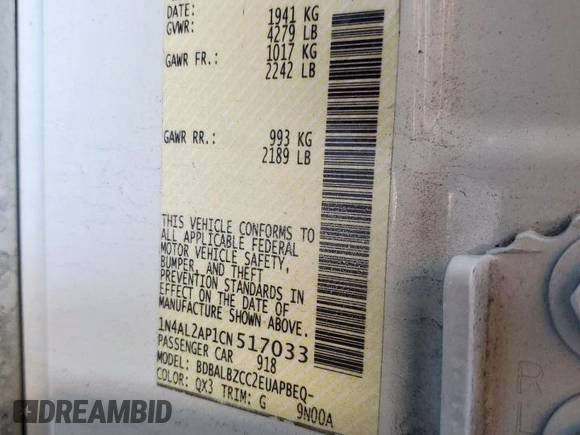 DATE: 1941 KG
GVWR: 4279 LB
GAWR FR.: 1017 KG
2242 LB
GAWR RR.: 993 KG
2189 LB
THIS VEHICLE CONFORMS TO
ALL APPLICABLE FEDERAL
MOTOR VEHICLE SAFETY,
BUMPER, AND THEFT
PREVENTION STANDARDS IN
EFFECT ON THE DATE OF
MANUFACTURE SHOWN ABOVE.
1N4AL2AP1CN 517033
PASSENGER CAR 918
MODEL: BDBALBZCC2EUAPBEQ-
COLOR: QX3 TRIM: G 9N00A
R
L
DREAMBID